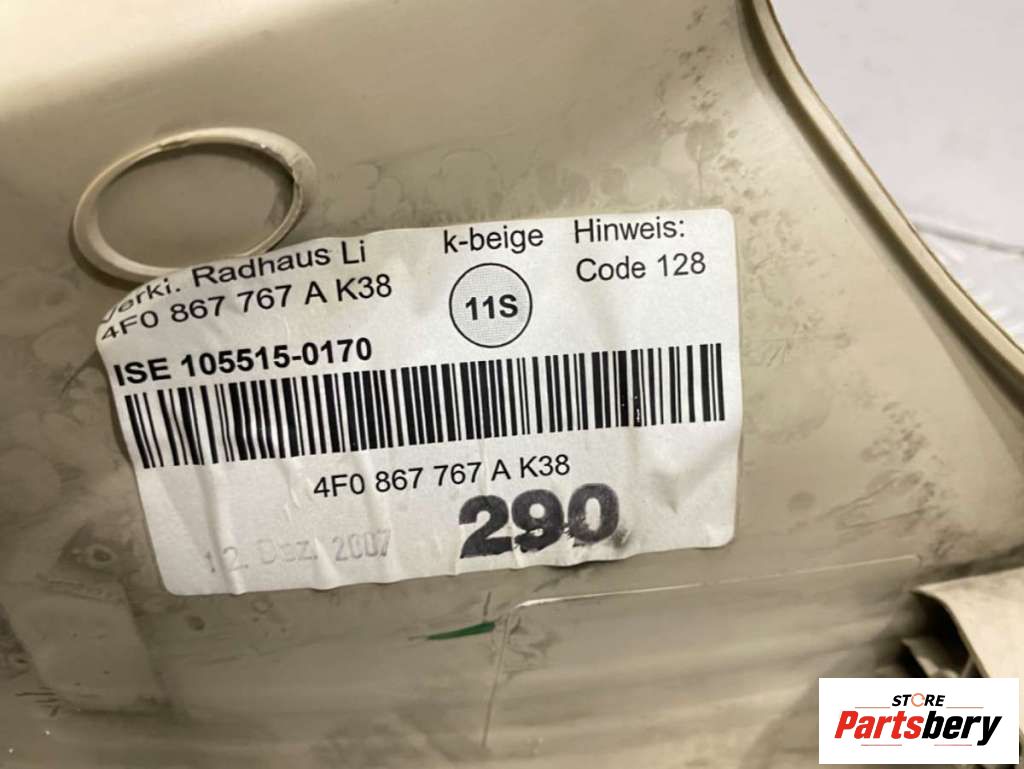 Verkl. Radhaus Li
4F0 867 767 A K38
k-beige
11S
Hinweis:
Code 128
ISE 105515-0170
4F0 867 767 A K38
290
12. Dez. 2007
STORE
Partsbery